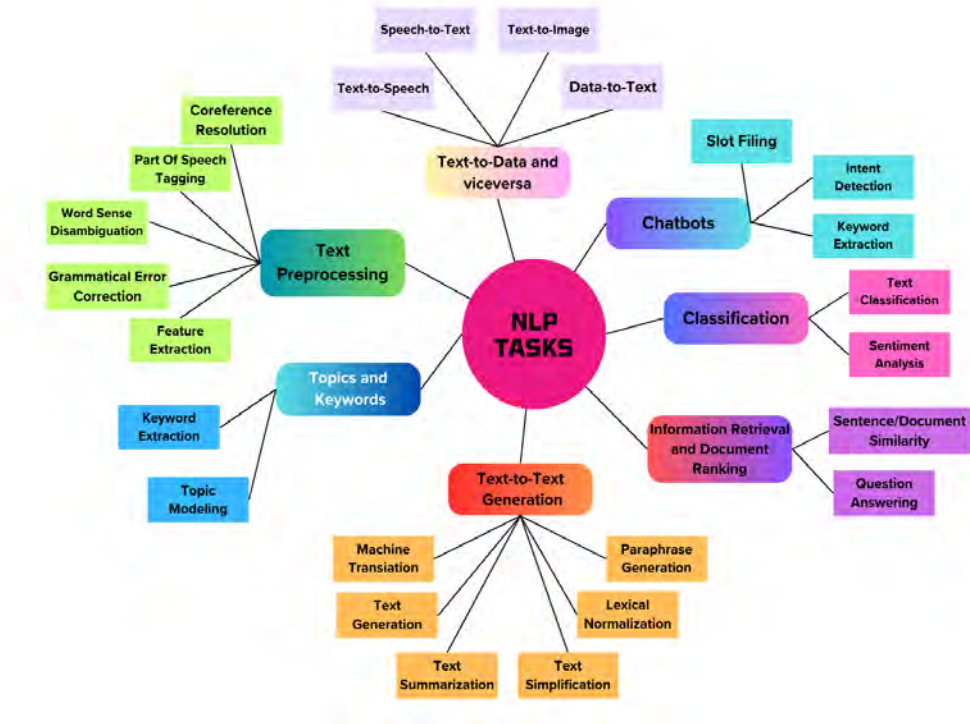 Speech-to-Text
Text-to-Image
Text-to-Speech
Data-to-Text
Text-to-Data and
viceversa
Coreference
Resolution
Part Of Speech
Tagging
Word Sense
Disambiguation
Grammatical Error
Correction
Feature
Extraction
Text
Preprocessing
Slot Filing
Intent
Detection
Keyword
Extraction
Chatbots
NLP
TASKS
Classification
Text
Classification
Sentiment
Analysis
Topics and
Keywords
Keyword
Extraction
Topic
Modeling
Information Retrieval
and Document
Ranking
Sentence/Document
Similarity
Question
Answering
Text-to-Text
Generation
Machine
Transiation
Text
Generation
Text
Summarization
Text
Simplification
Lexical
Normalization
Paraphrase
Generation